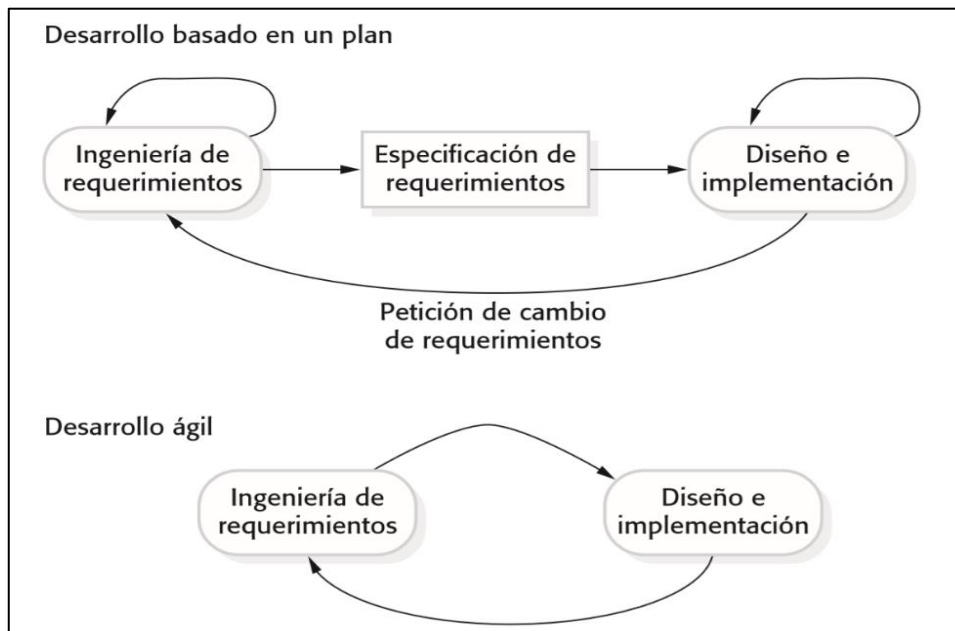 Desarrollo basado en un plan
Ingeniería de
requerimientos
Especificación de
requerimientos
Diseño e
implementación
Petición de cambio
de requerimientos
Desarrollo ágil
Ingeniería de
requerimientos
Diseño e
implementación